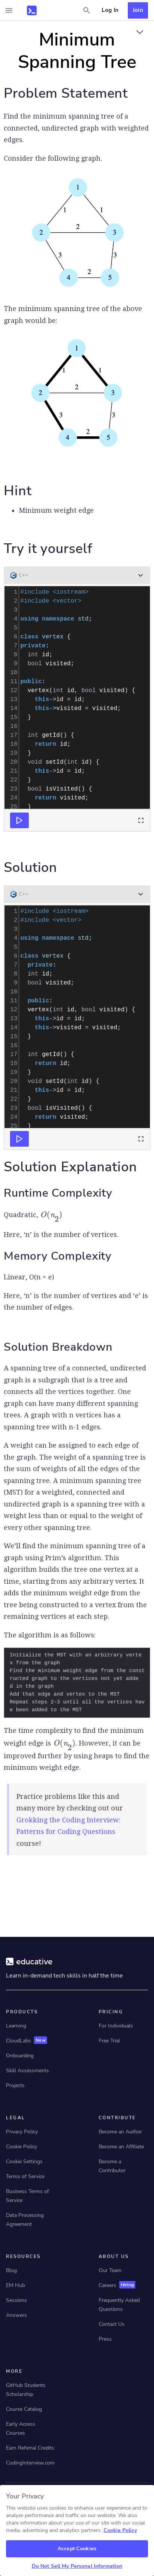 Log In
Join
Minimum
Spanning Tree
Problem Statement
Find the minimum spanning tree of a
connected, undirected graph with weighted
edges.
Consider the following graph.
1
1 1
2 2 3
3 3
4 2 5
The minimum spanning tree of the above
graph would be:
1
1 1
2 2 3
3 3
4 2 5
Hint
Minimum weight edge
Try it yourself
C++
1 #include <iostream>
2 #include <vector>
3
4 using namespace std;
5
6 class vertex {
7 private:
8 int id;
9 bool visited;
10
11 public:
12 vertex(int id, bool visited) {
13 this->id = id;
14 this->visited = visited;
15 }
16
17 int getId() {
18 return id;
19 }
20 void setId(int id) {
21 this->id = id;
22 }
23 bool isVisited() {
24 return visited;
25 }
Solution
C++
1 #include <iostream>
2 #include <vector>
3
4 using namespace std;
5
6 class vertex {
7 private:
8 int id;
9 bool visited;
10
11 public:
12 vertex(int id, bool visited) {
13 this->id = id;
14 this->visited = visited;
15 }
16
17 int getId() {
18 return id;
19 }
20 void setId(int id) {
21 this->id = id;
22 }
23 bool isVisited() {
24 return visited;
25 }
Solution Explanation
Runtime Complexity
Quadratic, O(n2)
Here, 'n' is the number of vertices.
Memory Complexity
Linear, O(n + e)
Here, 'n' is the number of vertices and 'e' is
the number of edges.
Solution Breakdown
A spanning tree of a connected, undirected
graph is a subgraph that is a tree and
connects all the vertices together. One
graph can have many different spanning
trees. A graph with n vertices has a
spanning tree with n-1 edges.
A weight can be assigned to each edge of
the graph. The weight of a spanning tree is
the sum of weights of all the edges of the
spanning tree. A minimum spanning tree
(MST) for a weighted, connected and
undirected graph is a spanning tree with a
weight less than or equal to the weight of
every other spanning tree.
We'll find the minimum spanning tree of a
graph using Prim's algorithm. This
algorithm builds the tree one vertex at a
time, starting from any arbitrary vertex. It
adds the minimum weight edge from the
tree being constructed to a vertex from the
remaining vertices at each step.
The algorithm is as follows:
Initialize the MST with an arbitrary verte
x from the graph
Find the minimum weight edge from the const
ructed graph to the vertices not yet adde
d in the graph
Add that edge and vertex to the MST
Repeat steps 2-3 until all the vertices hav
e been added to the MST
The time complexity to find the minimum
weight edge is O(n2). However, it can be
improved further by using heaps to find the
minimum weight edge.
Practice problems like this and
many more by checking out our
Grokking the Coding Interview:
Patterns for Coding Questions
course!
educative
Learn in-demand tech skills in half the time
PRODUCTS
Learning
CloudLabs New
Onboarding
Skill Assessments
Projects
PRICING
For Individuals
Free Trial
LEGAL
Privacy Policy
Cookie Policy
Cookie Settings
Terms of Service
Business Terms of
Service
Data Processing
Agreement
CONTRIBUTE
Become an Author
Become an Affiliate
Become a
Contributor
RESOURCES
Blog
EM Hub
Sessions
Answers
ABOUT US
Our Team
Careers Hiring
Frequently Asked
Questions
Contact Us
Press
MORE
GitHub Students
Scholarship
Course Catalog
Early Access
Courses
Earn Referral Credits
CodingInterview.com
Your Privacy
This website only uses cookies to enhance user experience and to
monitor our website's performance and not for any other purpose.
We also share information about your use of our site with our social
media, advertising and analytics partners. Cookie Policy
Accept Cookies
Do Not Sell My Personal Information